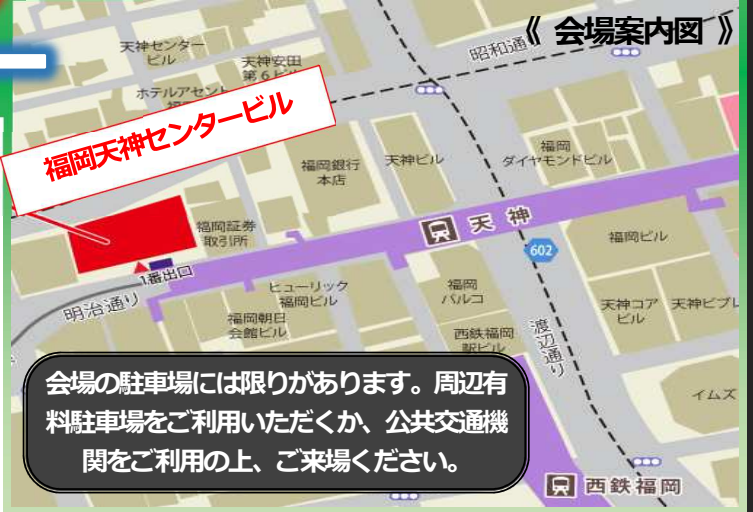 《 会場案内図 》
昭和通
天神センター
ビル
天神安田
第6ビル
ホテルアセント
福岡天神センタービル
福岡銀行
本店
天神ビル
福岡
ダイヤモンドビル
福岡証券
取引所
天神
602
福岡ビル
1番出口
明治通り
ヒューリック
福岡ビル
福岡朝日
会館ビル
福岡
パルコ
西鉄福岡
駅ビル
渡辺通り
天神コア
ビル
天神ビブレ
イムズ
会場の駐車場には限りがあります。周辺有
料駐車場をご利用いただくか、公共交通機
関をご利用の上、ご来場ください。
西鉄福岡